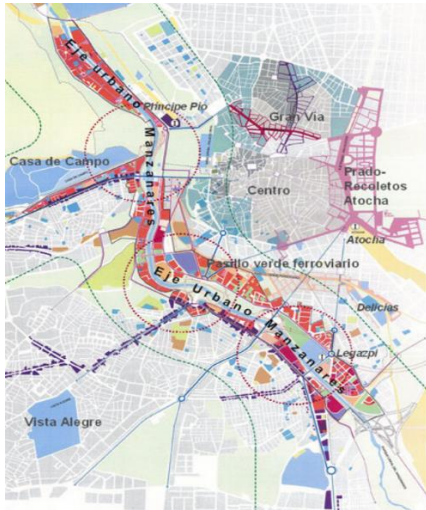 Eje urbano Manzanares
Príncipe Pío
Gran Vía
Casa de Campo
Prado-
Recoletos
Atocha
Centro
Atocha
Pasillo verde ferroviario
Eje Urbano Manzanares
Delicias
Legazpi
Vista Alegre